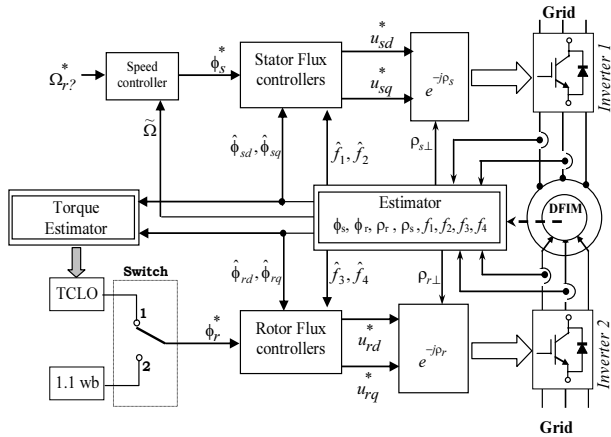 Grid
Ω*r?
Speed
controller
ϕ*s
Stator Flux
controllers
u*sd
u*sq
e^−jρs
Inverter 1
Ω̃
ϕ̂sd, ϕ̂sq
f̂1, f̂2
ρs⊥
Torque
Estimator
Estimator
ϕs, ϕr, ρr, ρs, f1, f2, f3, f4
DFIM
TCLO
Switch
1
2
1.1 wb
ϕ̂rd, ϕ̂rq
f̂3, f̂4
ρr⊥
ϕ*r
Rotor Flux
controllers
u*rd
u*rq
e^−jρr
Inverter 2
Grid